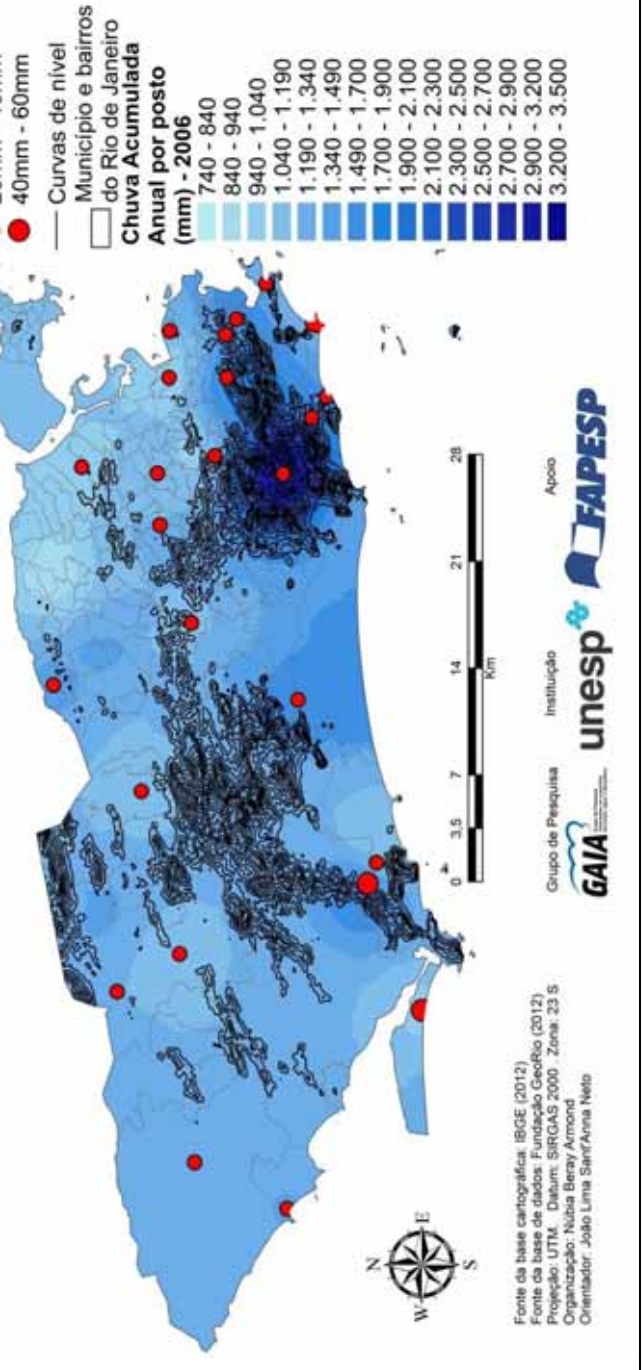 40mm - 60mm
Curvas de nível
Município e bairros
do Rio de Janeiro
Chuva Acumulada
Anual por posto
(mm) - 2006
740 - 840
840 - 940
940 - 1.040
1.040 - 1.190
1.190 - 1.340
1.340 - 1.490
1.490 - 1.700
1.700 - 1.900
1.900 - 2.100
2.100 - 2.300
2.300 - 2.500
2.500 - 2.700
2.700 - 2.900
2.900 - 3.200
3.200 - 3.500
N
W E
S
0 3,5 7 14 21 28
Km
Grupo de Pesquisa
Instituição
Apoio
GAIA
unesp
FAPESP
Fonte da base cartográfica: IBGE (2012)
Fonte da base de dados: Fundação GeoRio (2012)
Projeção: UTM. Datum: SIRGAS 2000 . Zona: 23 S
Organização: Núbia Beray Armond
Orientador: João Lima Sant'Anna Neto